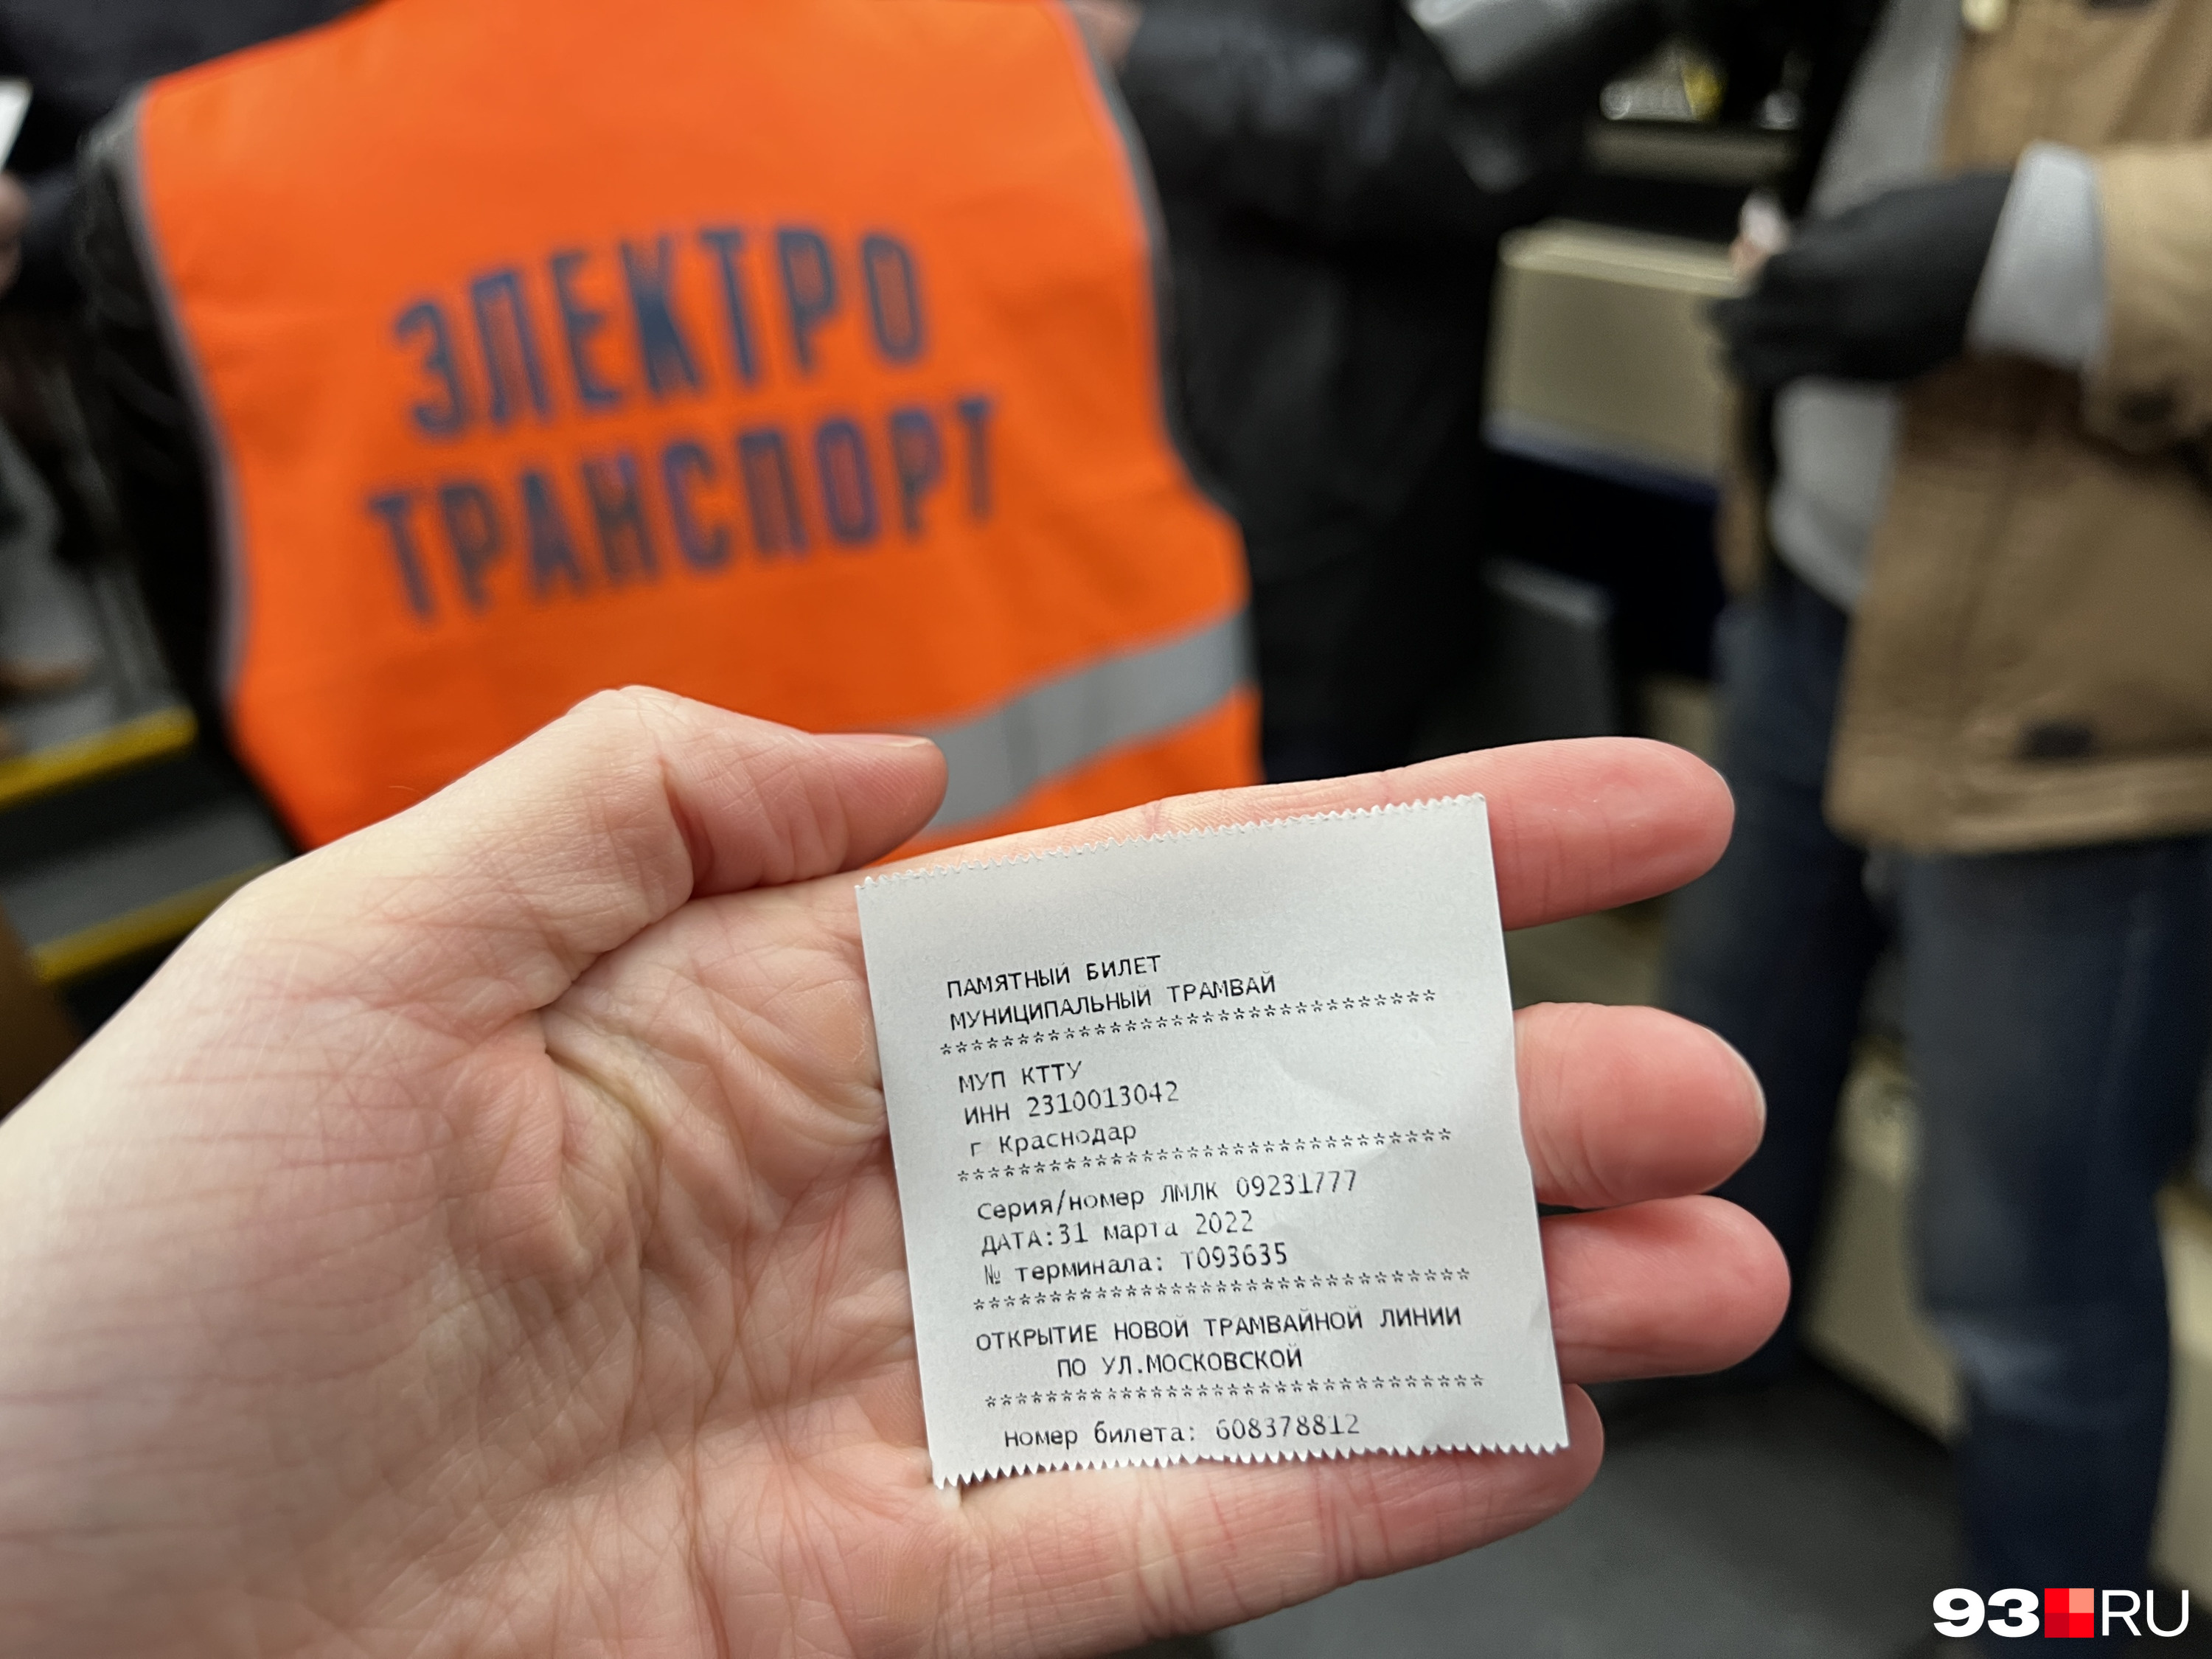 ЭЛЕКТРО
ТРАНСПОРТ
ПАМЯТНЫЙ БИЛЕТ
МУНИЦИПАЛЬНЫЙ ТРАМВАЙ
********************************
МУП КТТУ
ИНН 2310013042
г Краснодар
********************************
Серия/номер ЛМЛК 09231777
ДАТА:31 марта 2022
№ терминала: Т093635
********************************
ОТКРЫТИЕ НОВОЙ ТРАМВАЙНОЙ ЛИНИИ
ПО УЛ.МОСКОВСКОЙ
********************************
номер билета: 608378812
93 RU